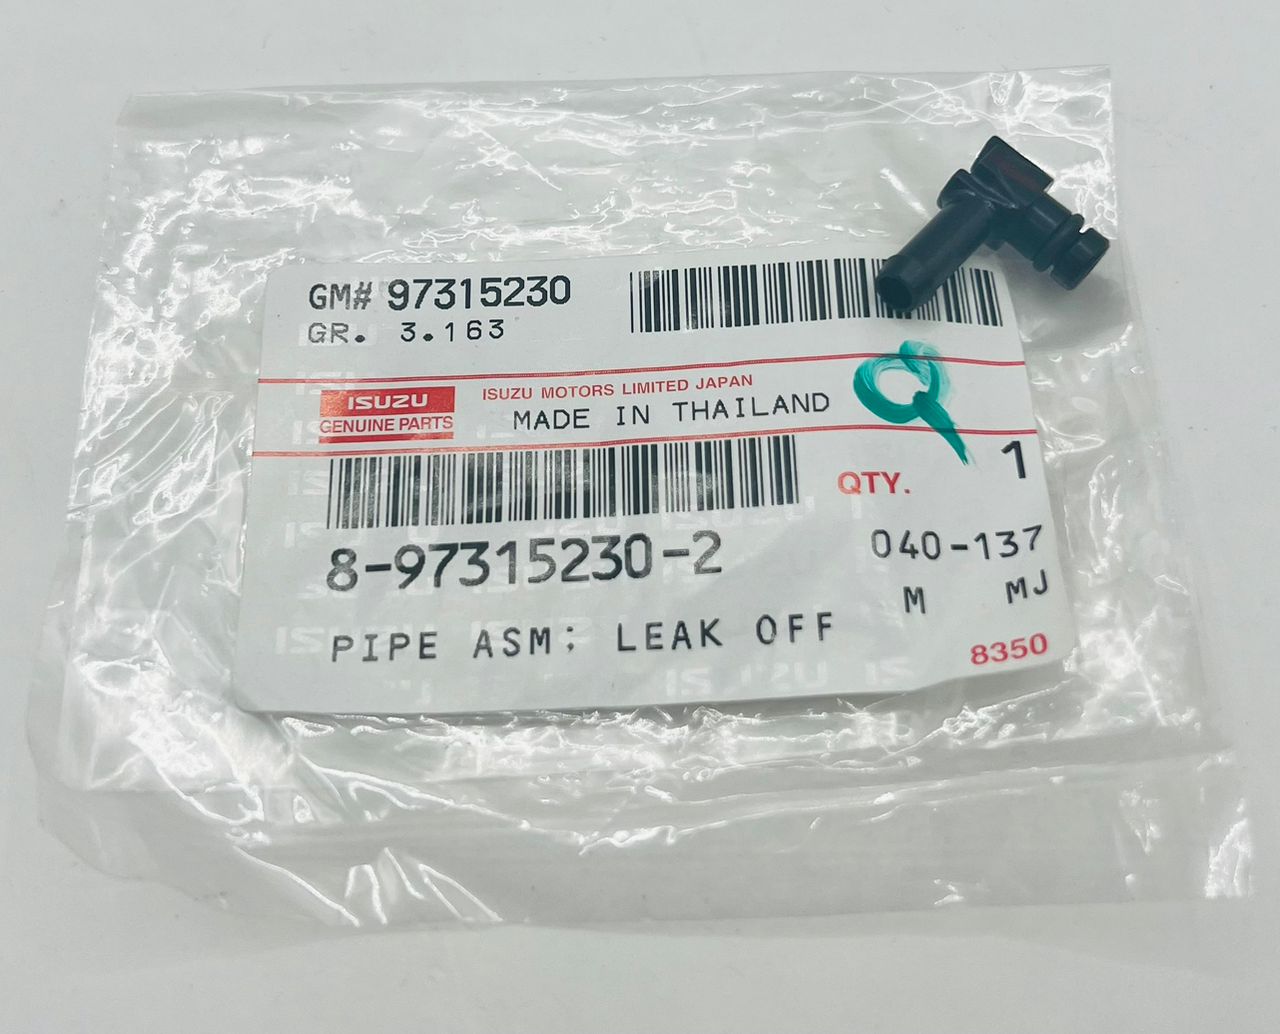 GM# 97315230
GR. 3.163
ISUZU
GENUINE PARTS
ISUZU MOTORS LIMITED JAPAN
MADE IN THAILAND
QTY. 1
8-97315230-2
040-137
M MJ
PIPE ASM; LEAK OFF
8350